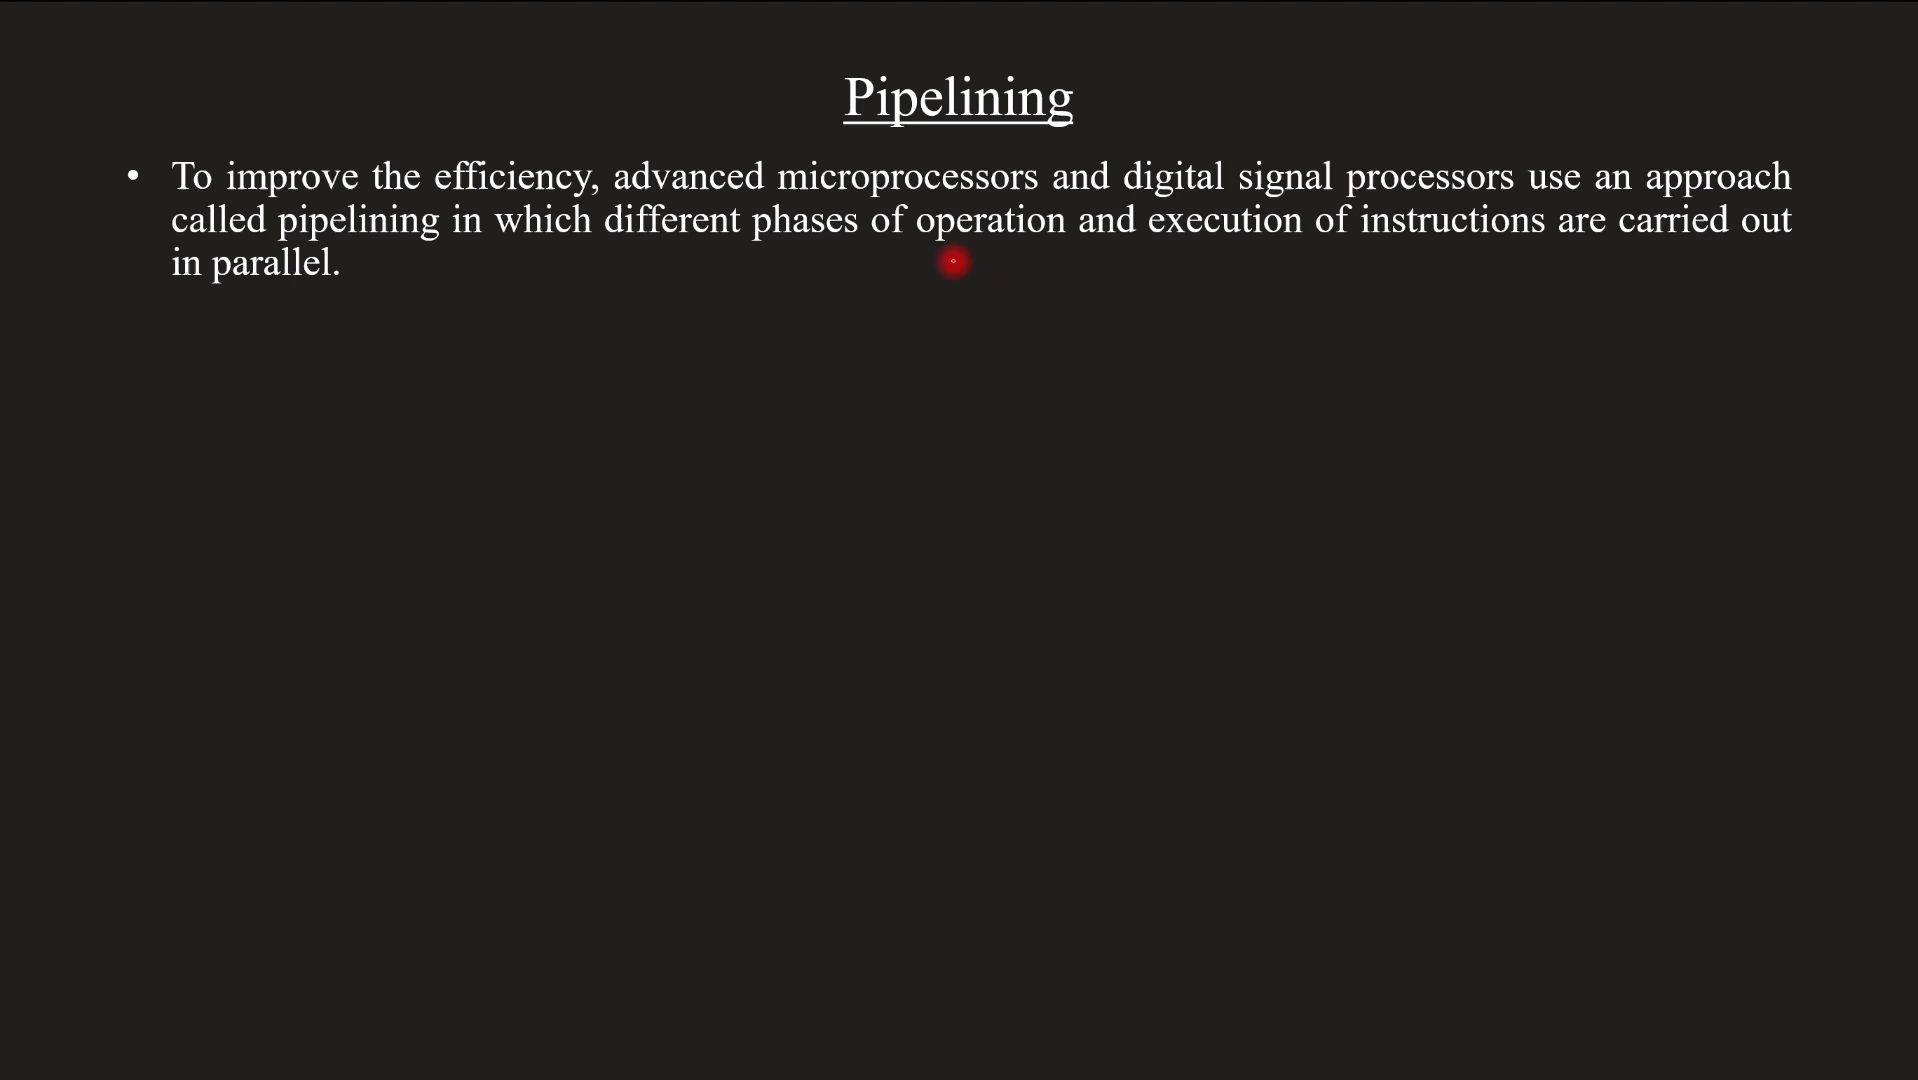 Pipelining
• To improve the efficiency, advanced microprocessors and digital signal processors use an approach
called pipelining in which different phases of operation and execution of instructions are carried out
in parallel.